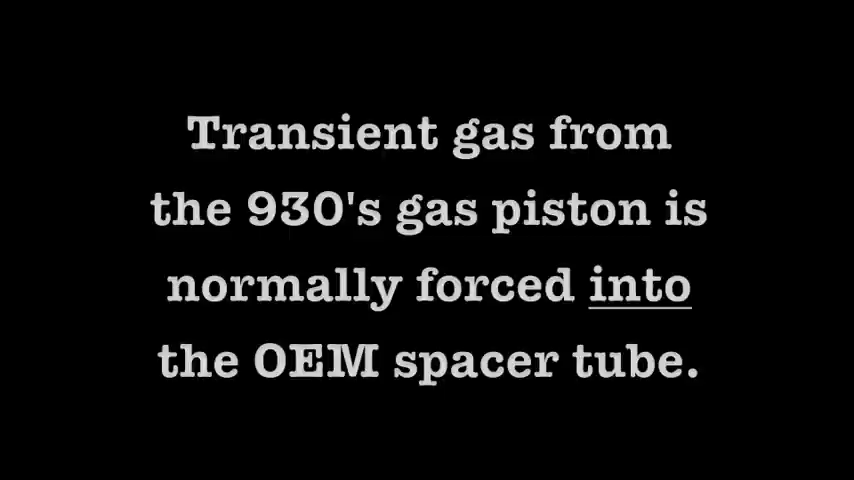 Transient gas from
the 930's gas piston is
normally forced into
the OEM spacer tube.